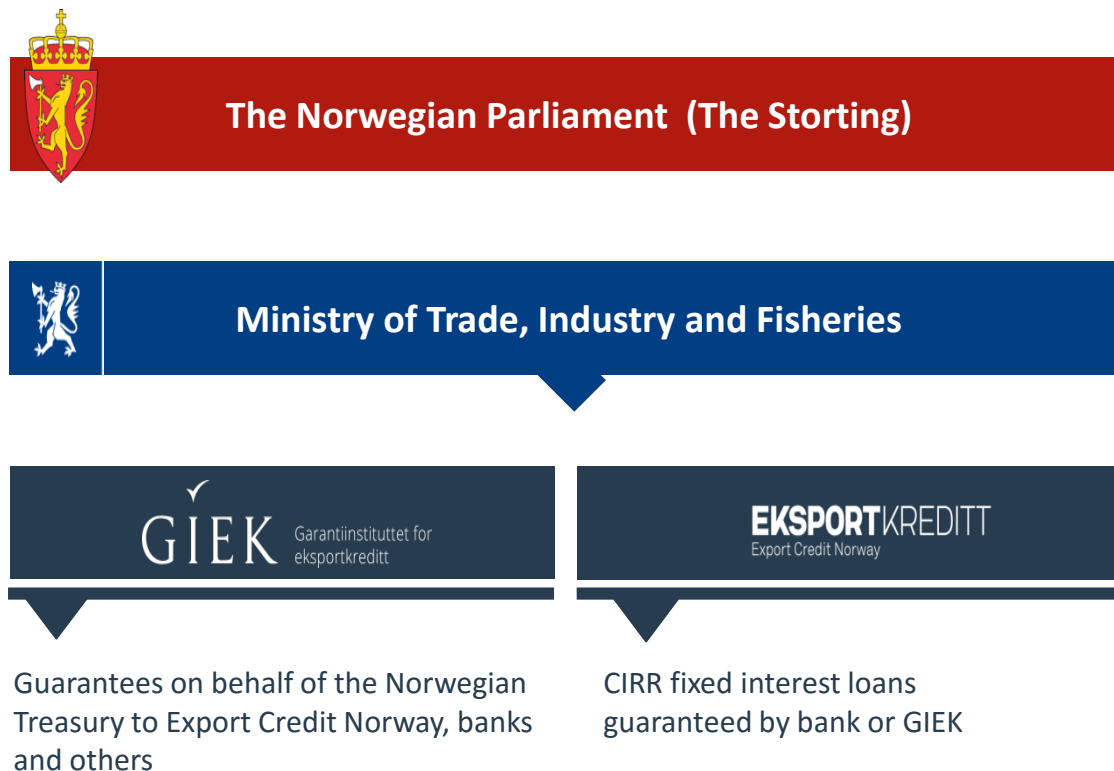 The Norwegian Parliament (The Storting)
Ministry of Trade, Industry and Fisheries
GIEK Garantiinstituttet for
eksportkreditt
EKSPORTKREDITT
Export Credit Norway
Guarantees on behalf of the Norwegian
Treasury to Export Credit Norway, banks
and others
CIRR fixed interest loans
guaranteed by bank or GIEK